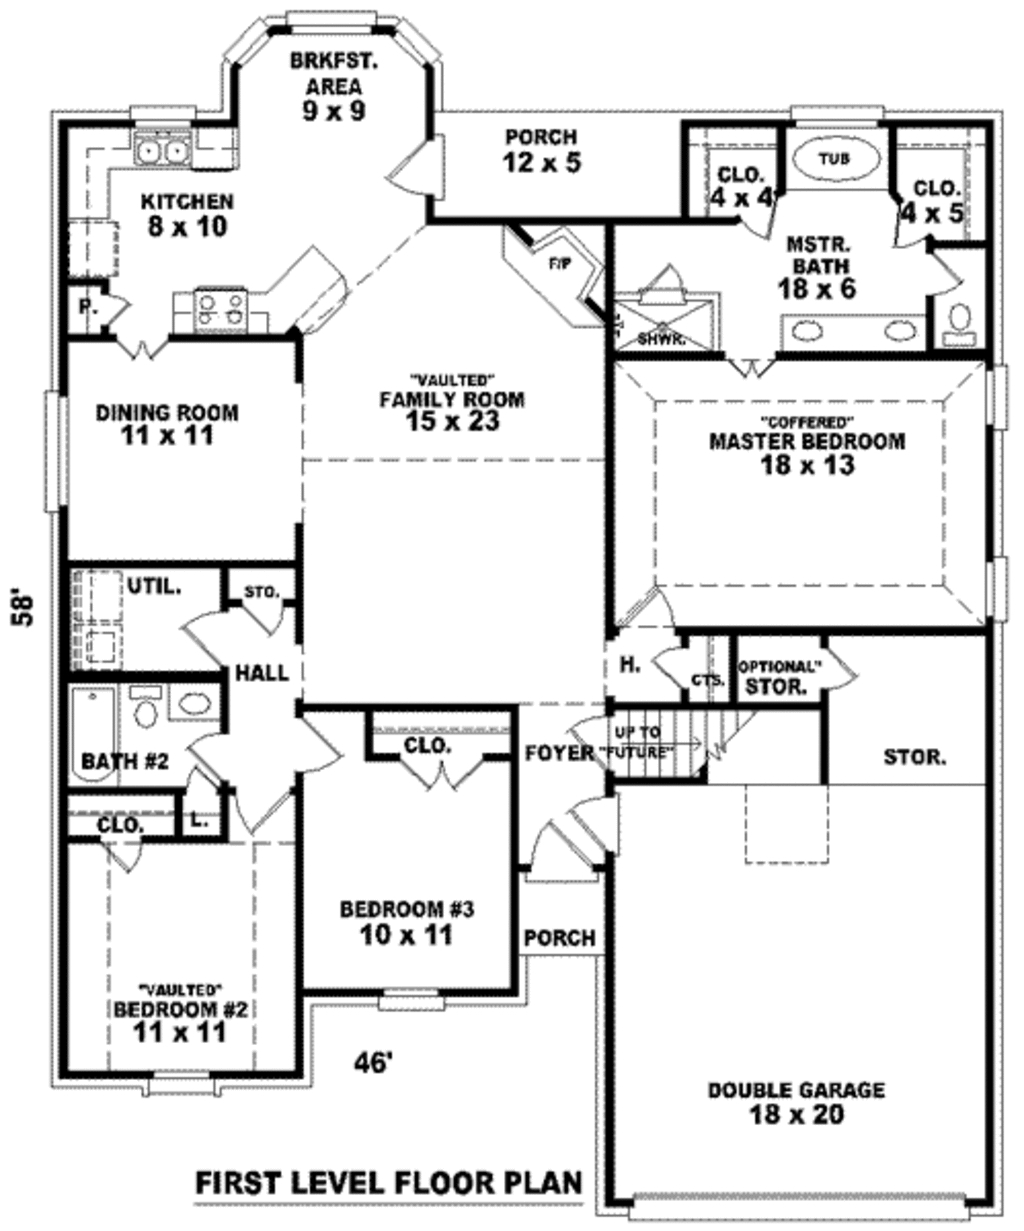 BRKFST.
AREA
9 x 9
PORCH
12 x 5
TUB
CLO.
4 x 4
CLO.
4 x 5
KITCHEN
8 x 10
MSTR.
BATH
18 x 6
F/P
P.
SHWR.
"VAULTED"
FAMILY ROOM
15 x 23
DINING ROOM
11 x 11
"COFFERED"
MASTER BEDROOM
18 x 13
58'
UTIL.
STO.
HALL
H.
CTS.
OPTIONAL"
STOR.
BATH #2
CLO.
FOYER
UP TO
"FUTURE"
STOR.
CLO.
L.
BEDROOM #3
10 x 11
PORCH
"VAULTED"
BEDROOM #2
11 x 11
46'
DOUBLE GARAGE
18 x 20
FIRST LEVEL FLOOR PLAN